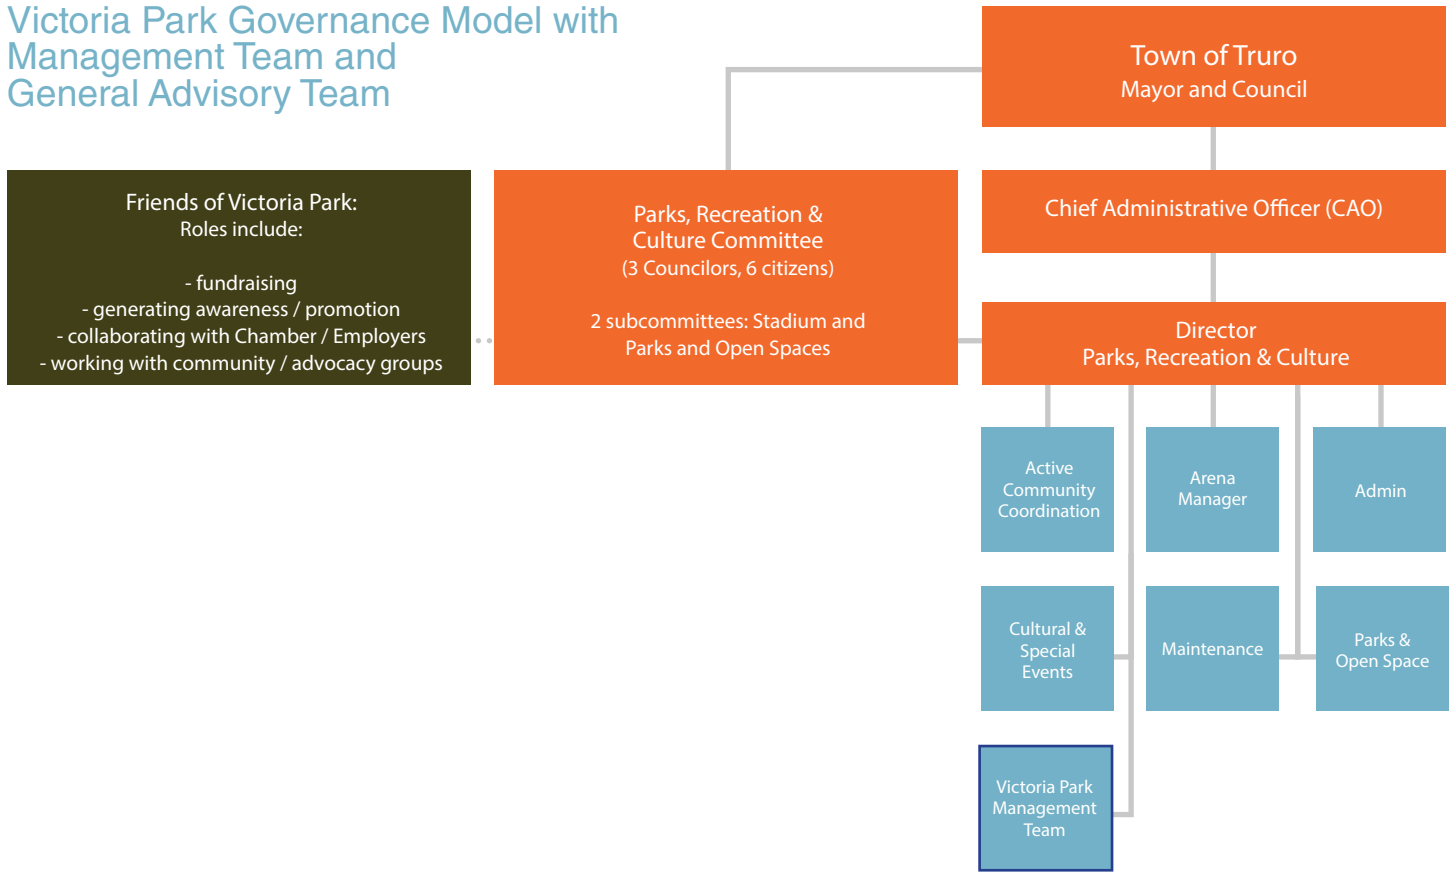 Victoria Park Governance Model with
Management Team and
General Advisory Team
Town of Truro
Mayor and Council
Friends of Victoria Park:
Roles include:
- fundraising
- generating awareness / promotion
- collaborating with Chamber / Employers
- working with community / advocacy groups
Parks, Recreation &
Culture Committee
(3 Councilors, 6 citizens)
2 subcommittees: Stadium and
Parks and Open Spaces
Chief Administrative Officer (CAO)
Director
Parks, Recreation & Culture
Active
Community
Coordination
Arena
Manager
Admin
Cultural &
Special
Events
Maintenance
Parks &
Open Space
Victoria Park
Management
Team